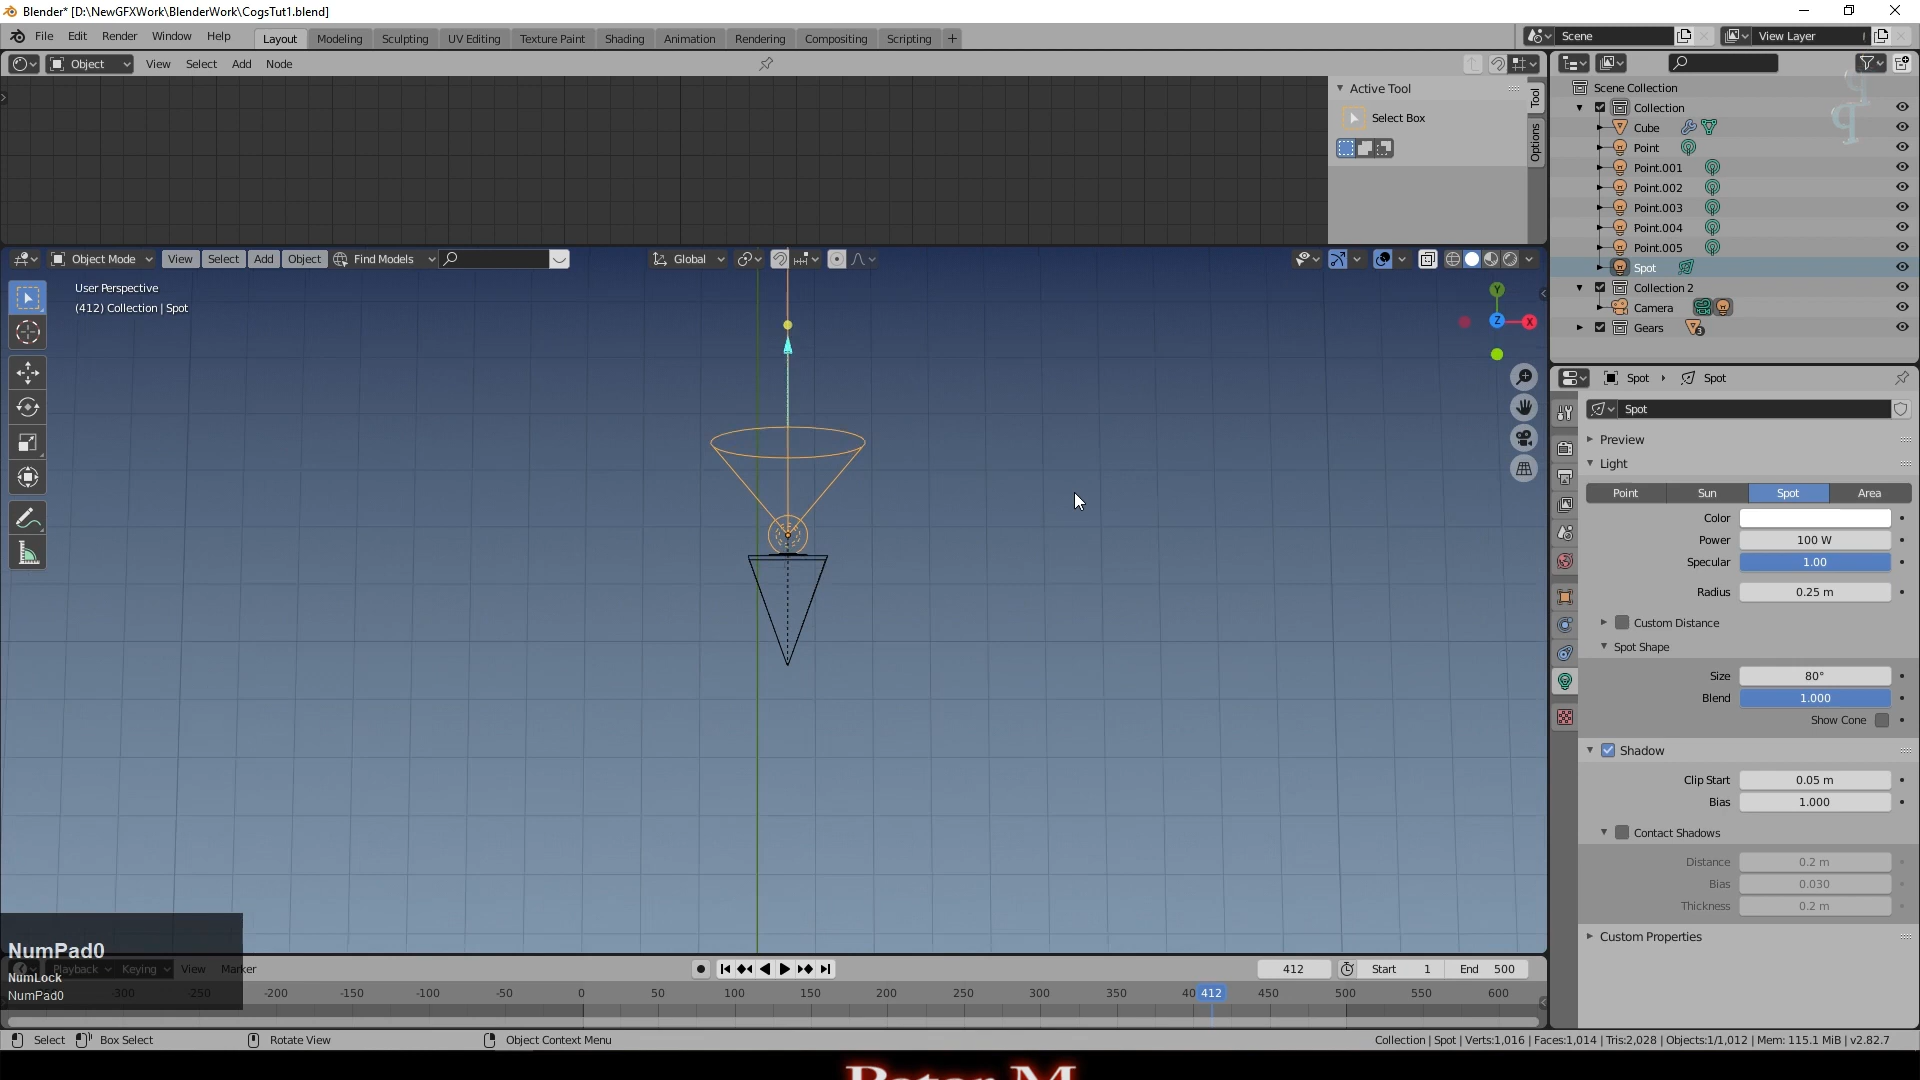 Blender* [D:\NewGFXWork\BlenderWork\CogsTut1.blend]
File Edit Render Window Help Layout Modeling Sculpting UV Editing Texture Paint Shading Animation Rendering Compositing Scripting + Scene View Layer
Object View Select Add Node
Active Tool
Select Box
Tool
Options
Scene Collection
Collection
Cube
Point
Point.001
Point.002
Point.003
Point.004
Point.005
Spot
Collection 2
Camera
Gears
3
Object Mode View Select Add Object Find Models Global
User Perspective
(412) Collection | Spot
Y
Z
X
Spot Spot
Spot
Preview
Light
Point Sun Spot Area
Color
Power 100 W
Specular 1.00
Radius 0.25 m
Custom Distance
Spot Shape
Size 80°
Blend 1.000
Show Cone
Shadow
Clip Start 0.05 m
Bias 1.000
Contact Shadows
Distance 0.2 m
Bias 0.030
Thickness 0.2 m
Custom Properties
NumPad0
NumLock
NumPad0
Playback Keying View Marker 412 Start 1 End 500
-300 -250 -200 -150 -100 -50 0 50 100 150 200 250 300 350 40 412 450 500 550 600
Select Box Select Rotate View Object Context Menu Collection | Spot | Verts:1,016 | Faces:1,014 | Tris:2,028 | Objects:1/1,012 | Mem: 115.1 MiB | v2.82.7